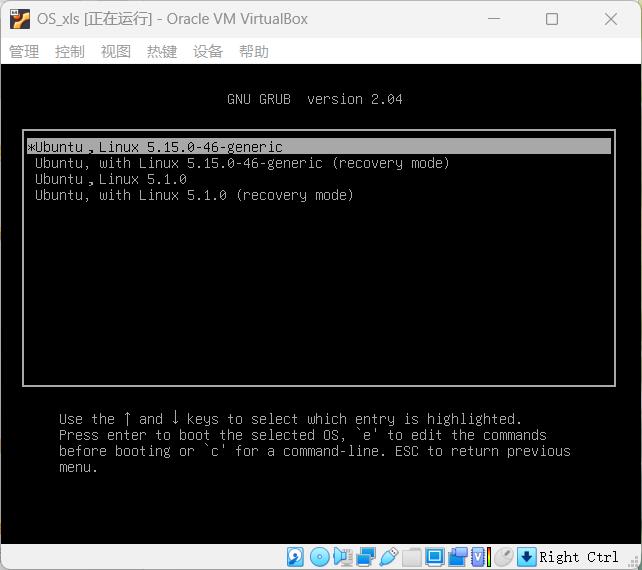 OS_xls [正在运行] - Oracle VM VirtualBox
管理 控制 视图 热键 设备 帮助
GNU GRUB  version 2.04
*Ubuntu，Linux 5.15.0-46-generic
Ubuntu, with Linux 5.15.0-46-generic (recovery mode)
Ubuntu，Linux 5.1.0
Ubuntu, with Linux 5.1.0 (recovery mode)
Use the ↑ and ↓ keys to select which entry is highlighted.
Press enter to boot the selected OS, `e' to edit the commands
before booting or `c' for a command-line. ESC to return previous
menu.
Right Ctrl